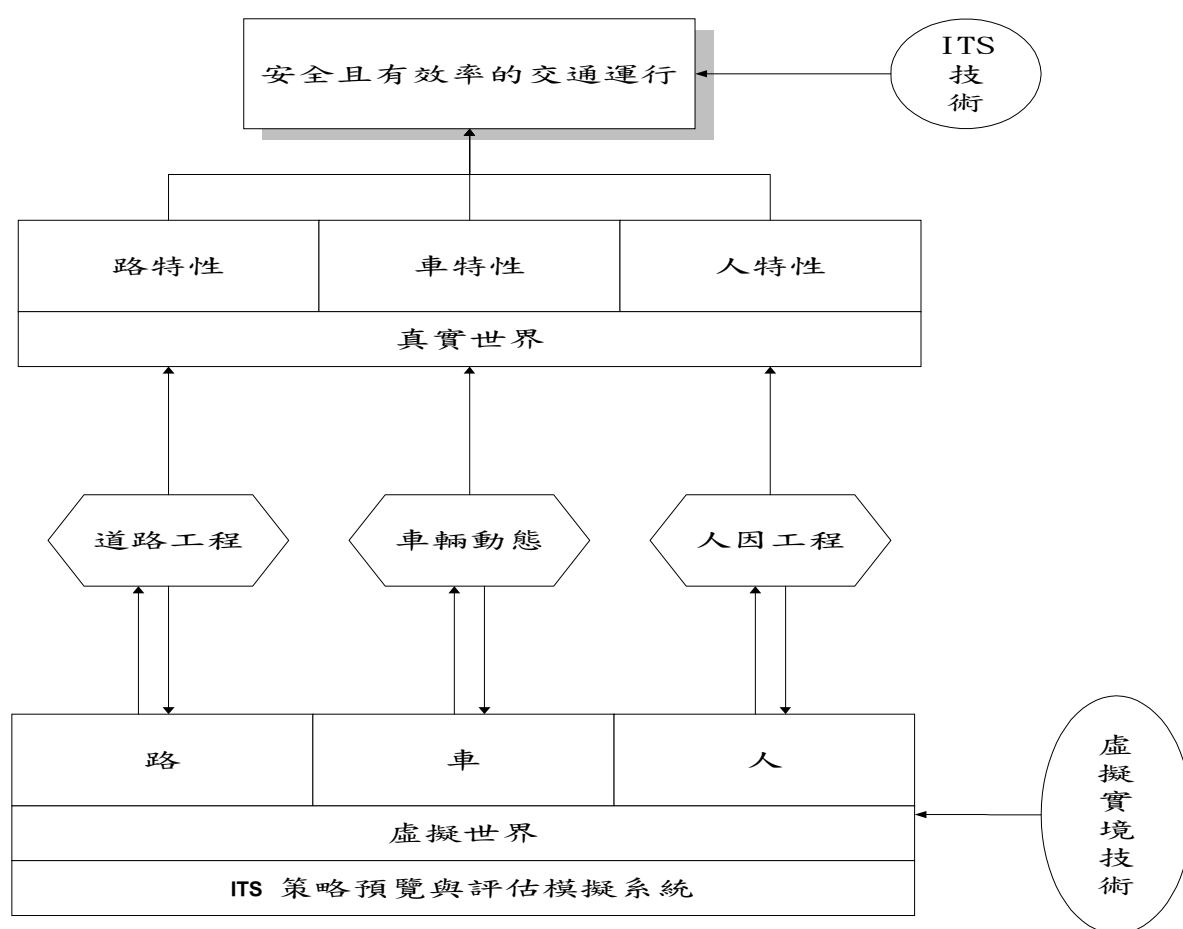 安全且有效率的交通運行
ITS
技
術
路特性
車特性
人特性
真實世界
道路工程
車輛動態
人因工程
路
車
人
虛擬世界
ITS 策略預覽與評估模擬系統
虛
擬
實
境
技
術